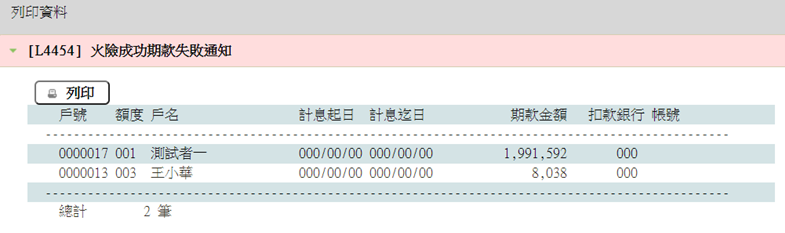 列印資料
[L4454] 火險成功期款失敗通知
列印
戶號 額度 戶名 計息起日 計息迄日 期款金額 扣款銀行 帳號
0000017 001 測試者一 000/00/00 000/00/00 1,991,592 000
0000013 003 王小華 000/00/00 000/00/00 8,038 000
總計 2 筆